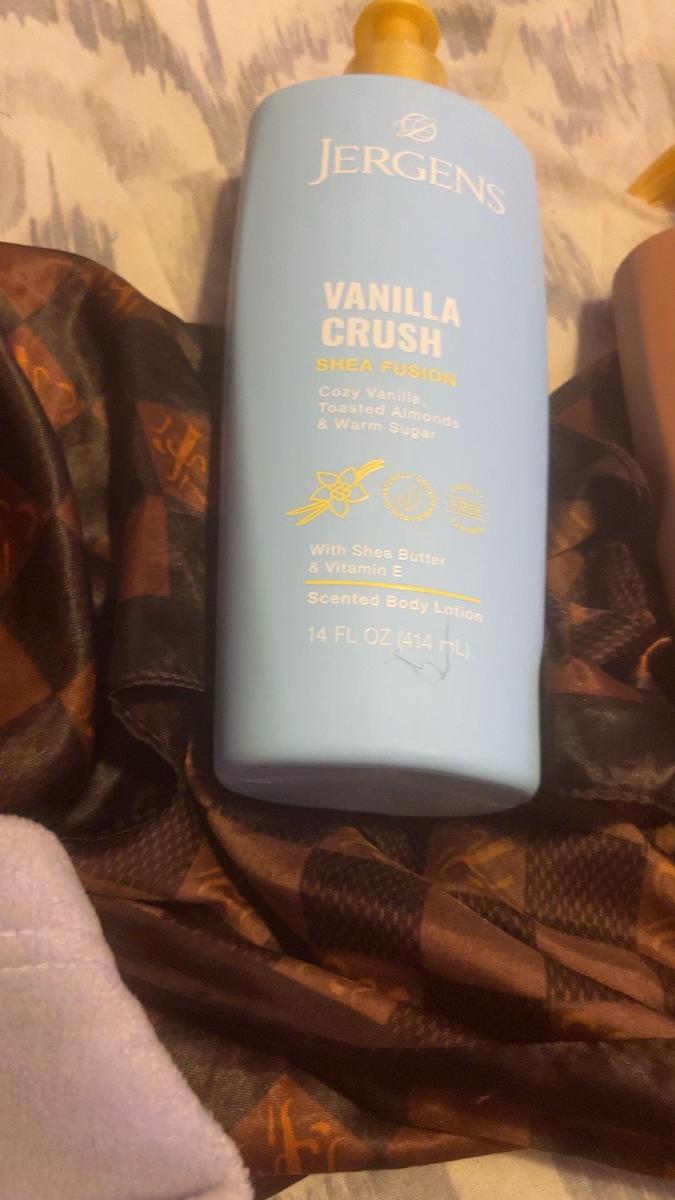 JERGENS
VANILLA
CRUSH
SHEA FUSION
Cozy Vanilla,
Toasted Almonds
& Warm Sugar
FREE
With Shea Butter
& Vitamin E
Scented Body Lotion
14 FL OZ (414 mL)